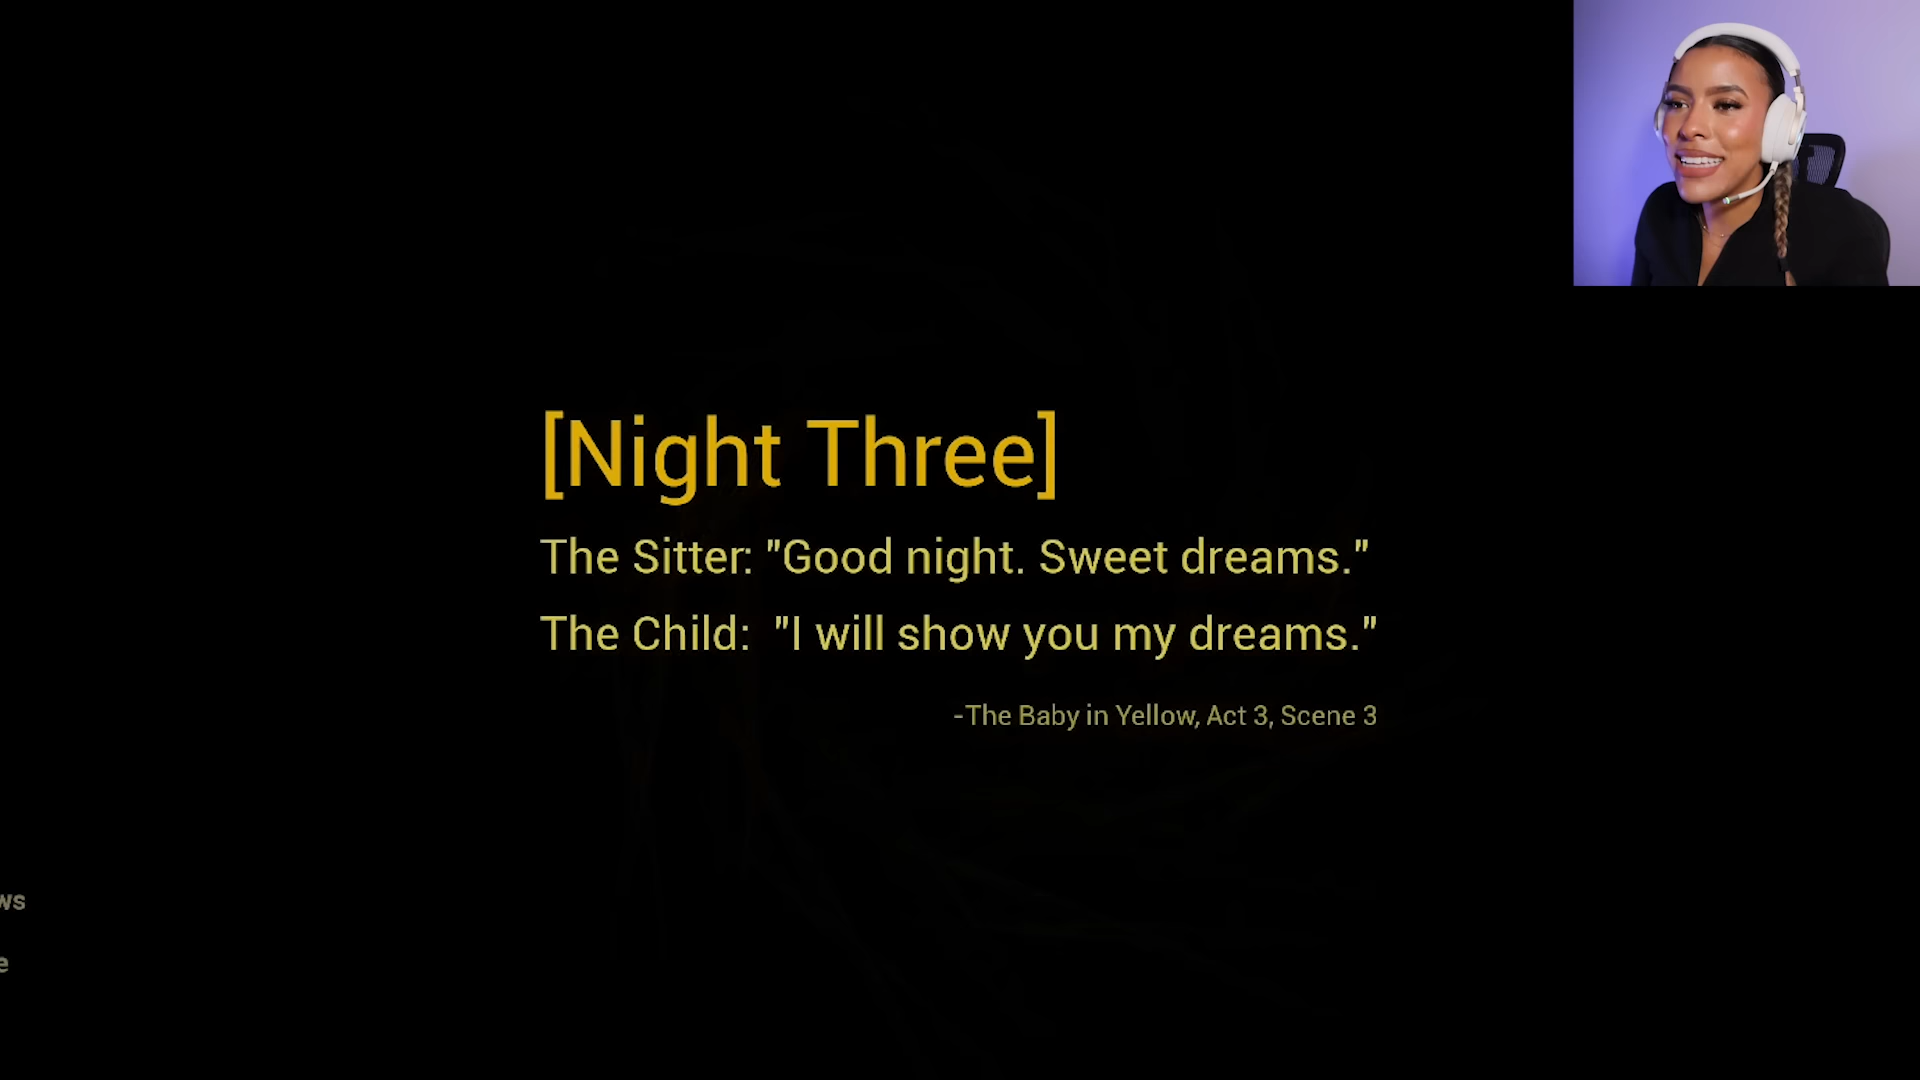 [Night Three]
The Sitter: "Good night. Sweet dreams."
The Child: "I will show you my dreams."
-The Baby in Yellow, Act 3, Scene 3
ws
e